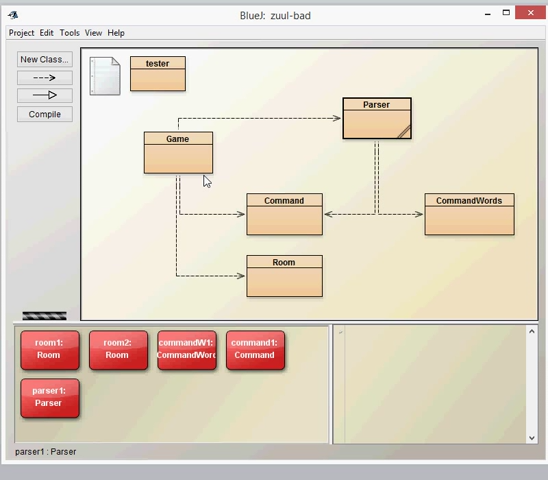 BlueJ: zuul-bad
Project Edit Tools View Help
New Class...
Compile
tester
Parser
Game
Command
CommandWords
Room
room1:
Room
room2:
Room
commandW1:
CommandWord
command1:
Command
parser1:
Parser
parser1 : Parser